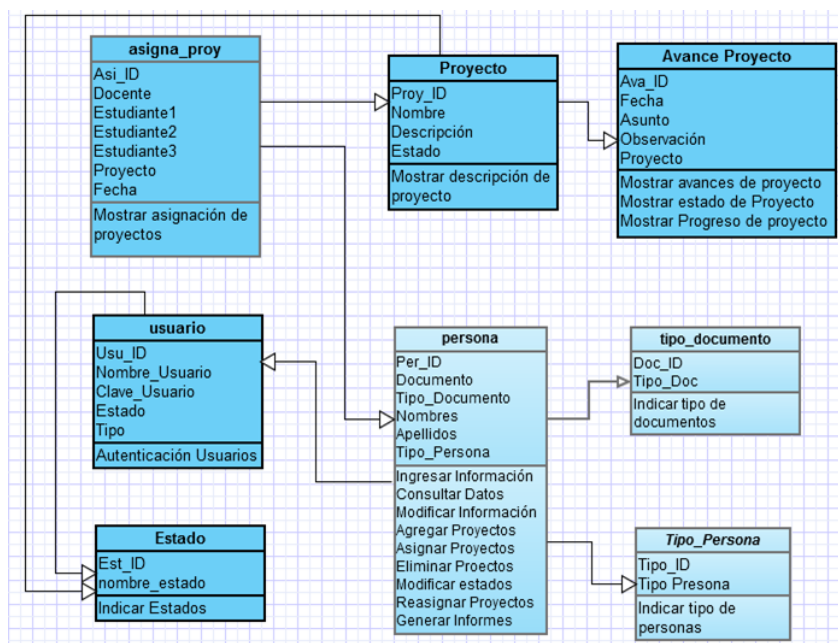 asigna_proy
Asi_ID
Docente
Estudiante1
Estudiante2
Estudiante3
Proyecto
Fecha
Mostrar asignación de
proyectos
Proyecto
Proy_ID
Nombre
Descripción
Estado
Mostrar descripción de
proyecto
Avance Proyecto
Ava_ID
Fecha
Asunto
Observación
Proyecto
Mostrar avances de proyecto
Mostrar estado de Proyecto
Mostrar Progreso de proyecto
usuario
Usu_ID
Nombre_Usuario
Clave_Usuario
Estado
Tipo
Autenticación Usuarios
persona
Per_ID
Documento
Tipo_Documento
Nombres
Apellidos
Tipo_Persona
Ingresar Información
Consultar Datos
Modificar Información
Agregar Proyectos
Asignar Proyectos
Eliminar Proectos
Modificar estados
Reasignar Proyectos
Generar Informes
tipo_documento
Doc_ID
Tipo_Doc
Indicar tipo de
documentos
Estado
Est_ID
nombre_estado
Indicar Estados
Tipo_Persona
Tipo_ID
Tipo Presona
Indicar tipo de
personas